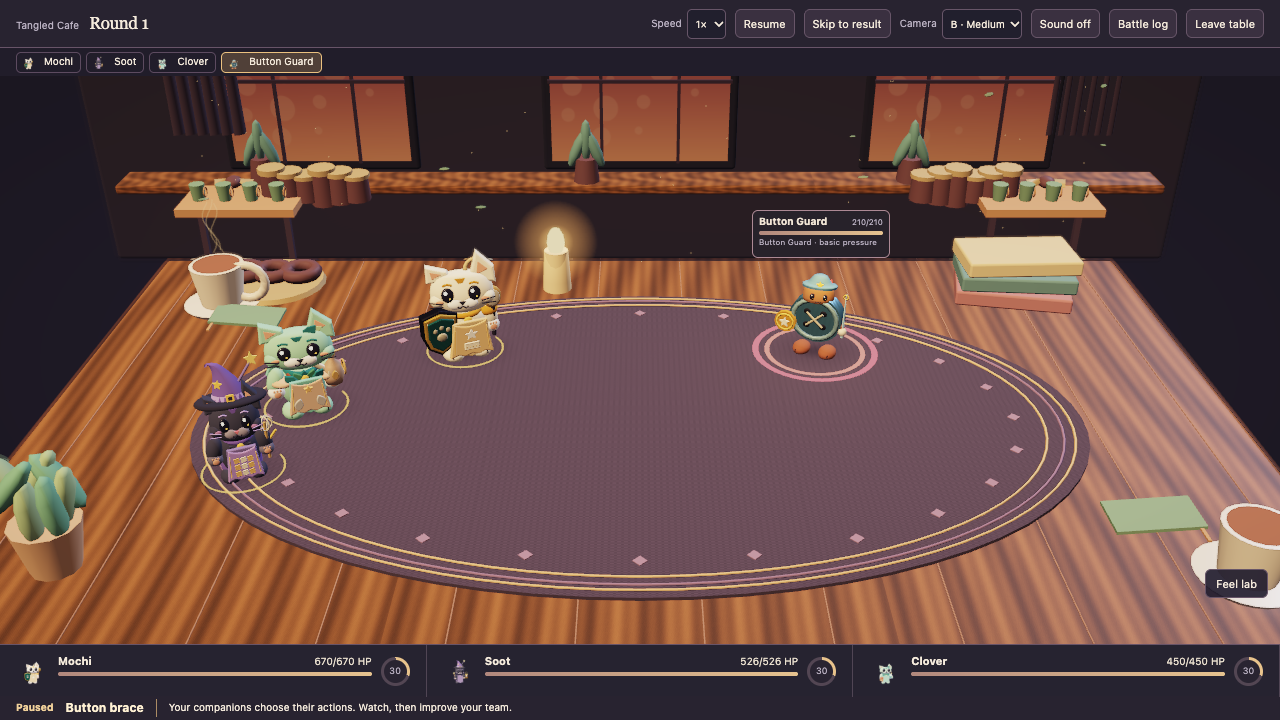 Tangled Cafe Round 1
Speed 1x Resume Skip to result Camera B · Medium Sound off Battle log Leave table
Mochi Soot Clover Button Guard
Button Guard 210/210
Button Guard · basic pressure
Feel lab
Mochi 670/670 HP 30
Soot 526/526 HP 30
Clover 450/450 HP 30
Paused Button brace Your companions choose their actions. Watch, then improve your team.